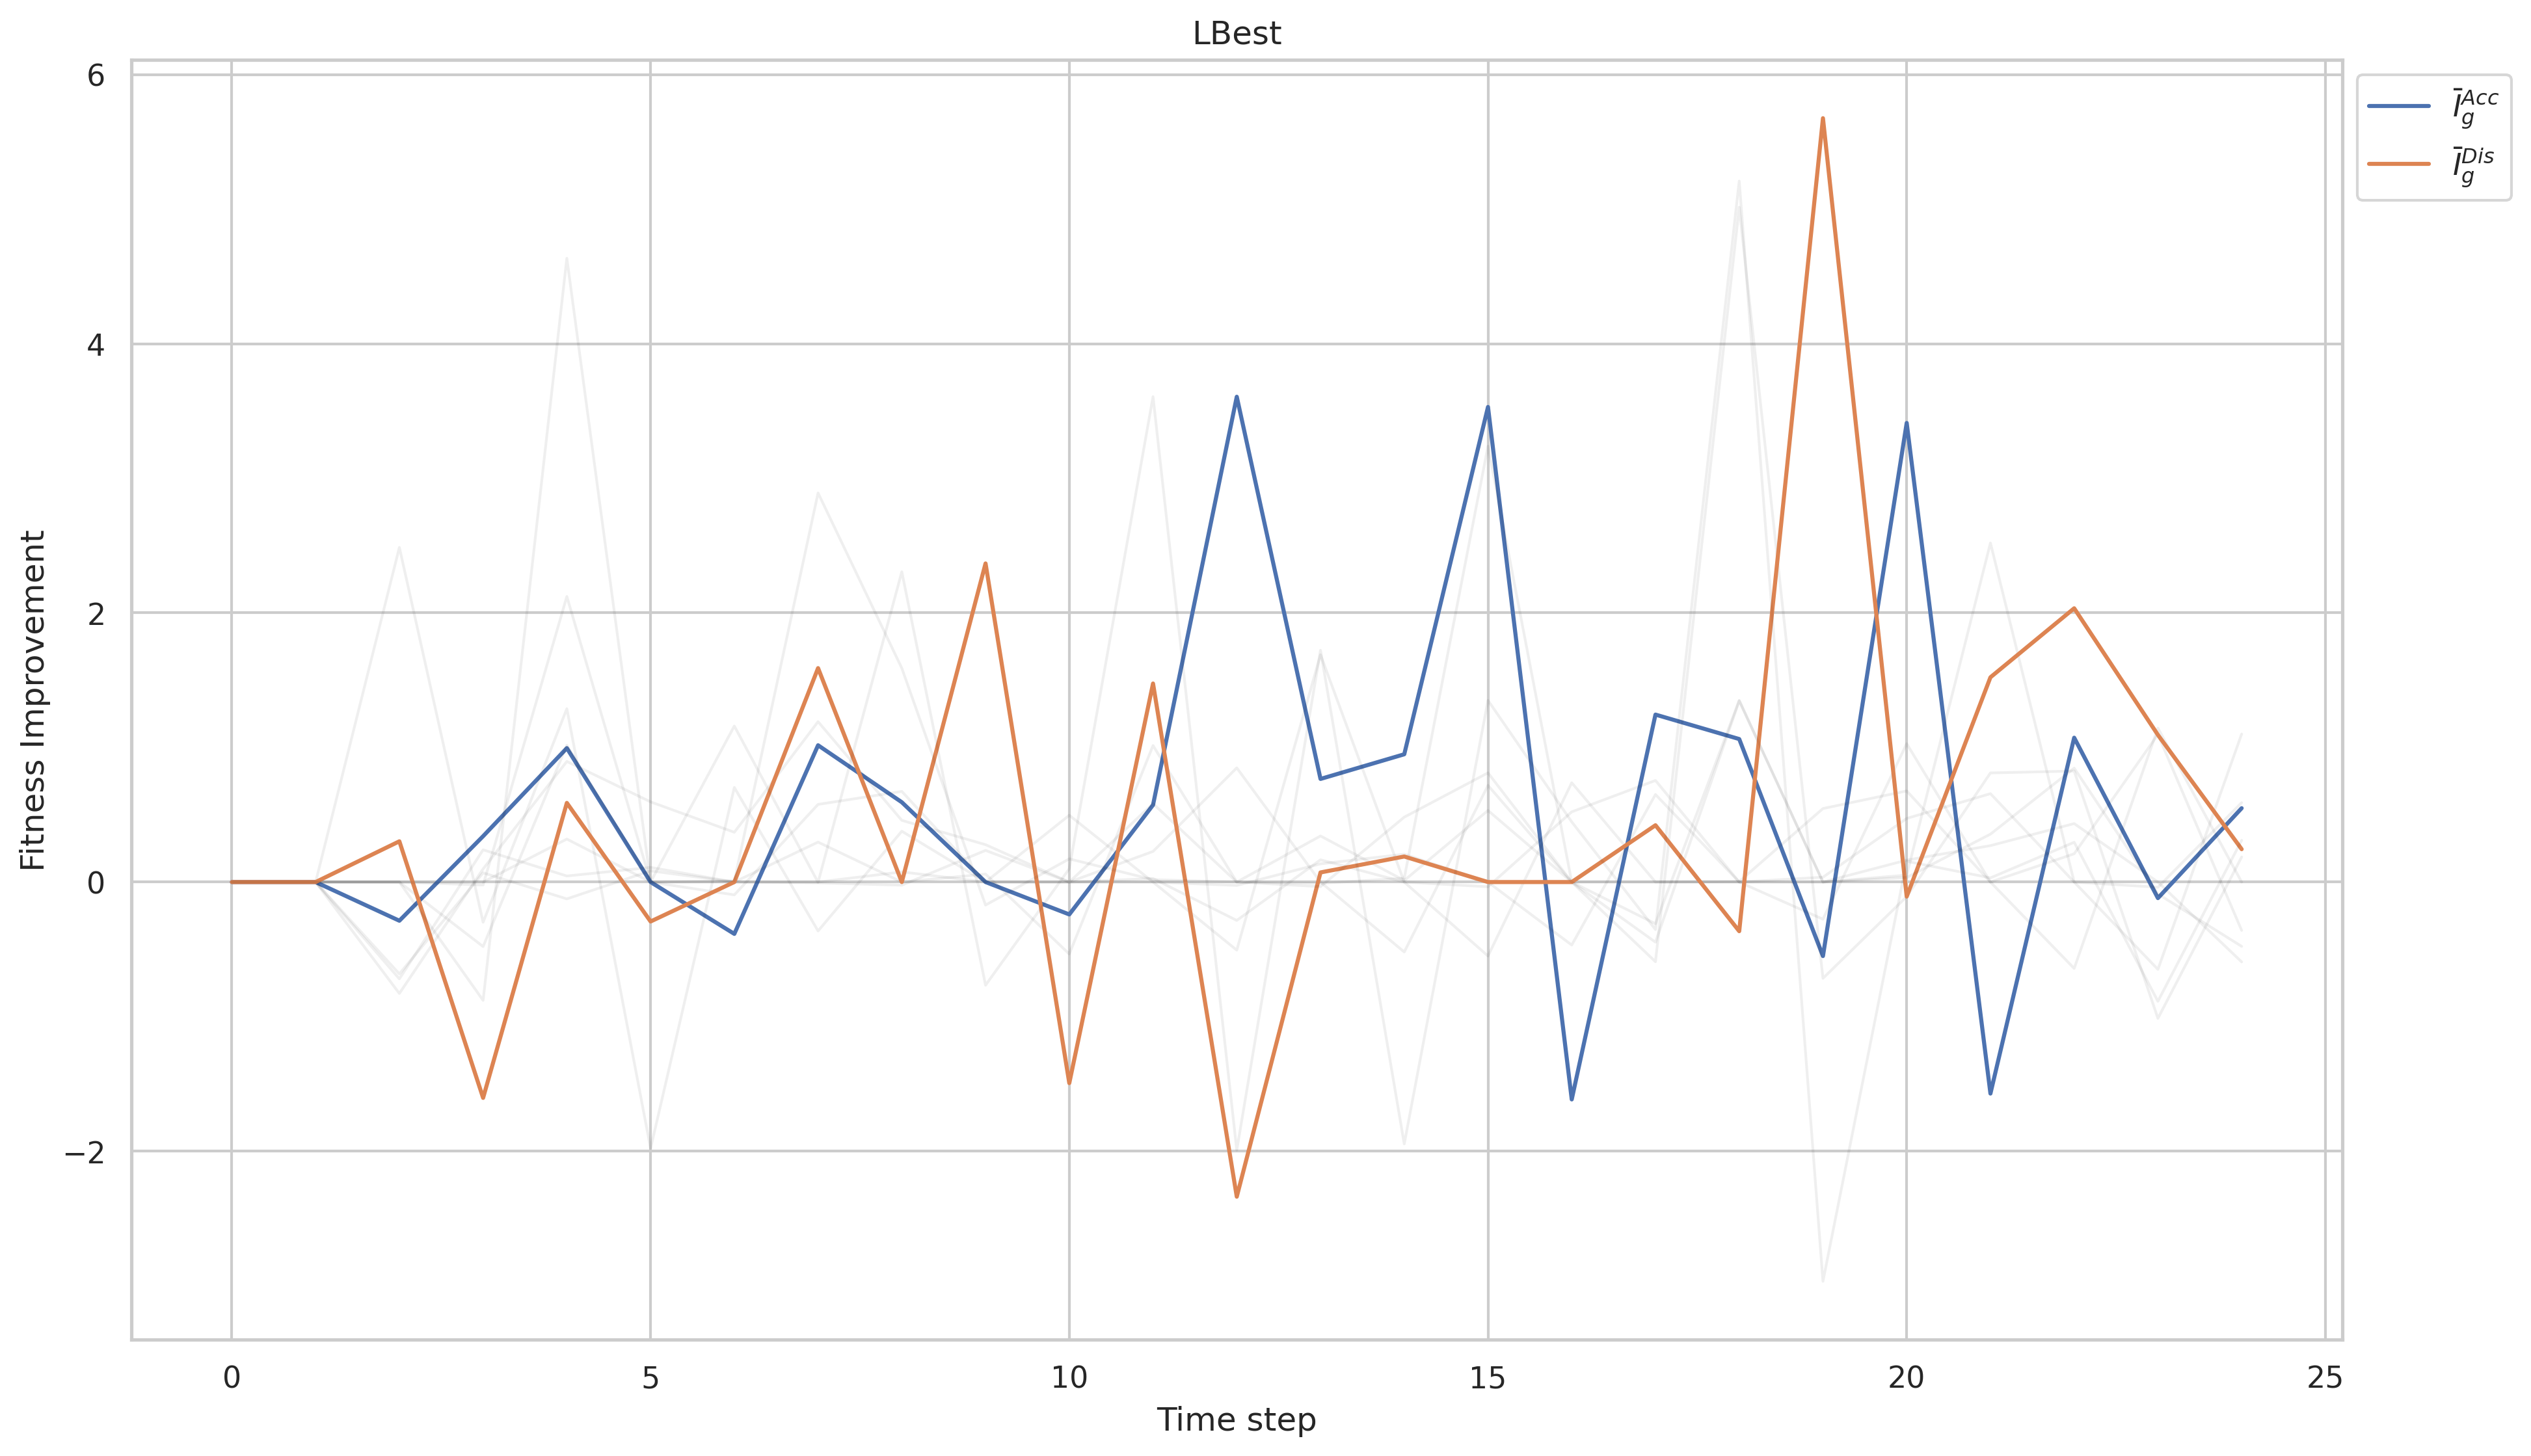 LBest
Fitness Improvement
6
4
2
0
−2
0 5 10 15 20 25
Time step
Ī_g^{Acc}
Ī_g^{Dis}